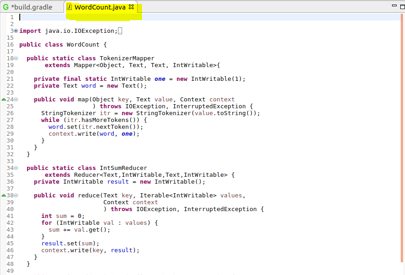 *build.gradle WordCount.java
1
2
3 import java.io.IOException;
15
16 public class WordCount {
17
18 public static class TokenizerMapper
19 extends Mapper<Object, Text, Text, IntWritable>{
20
21 private final static IntWritable one = new IntWritable(1);
22 private Text word = new Text();
23
24 public void map(Object key, Text value, Context context
25 ) throws IOException, InterruptedException {
26 StringTokenizer itr = new StringTokenizer(value.toString());
27 while (itr.hasMoreTokens()) {
28 word.set(itr.nextToken());
29 context.write(word, one);
30 }
31 }
32 }
33
34 public static class IntSumReducer
35 extends Reducer<Text,IntWritable,Text,IntWritable> {
36 private IntWritable result = new IntWritable();
37
38 public void reduce(Text key, Iterable<IntWritable> values,
39 Context context
40 ) throws IOException, InterruptedException {
41 int sum = 0;
42 for (IntWritable val : values) {
43 sum += val.get();
44 }
45 result.set(sum);
46 context.write(key, result);
47 }
48 }
49